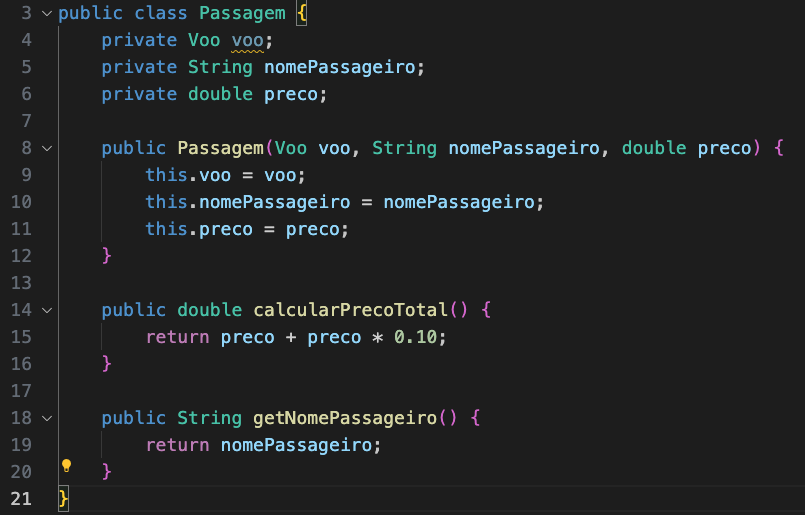 3 public class Passagem {
4     private Voo voo;
5     private String nomePassageiro;
6     private double preco;
7
8     public Passagem(Voo voo, String nomePassageiro, double preco) {
9         this.voo = voo;
10         this.nomePassageiro = nomePassageiro;
11         this.preco = preco;
12     }
13
14     public double calcularPrecoTotal() {
15         return preco + preco * 0.10;
16     }
17
18     public String getNomePassageiro() {
19         return nomePassageiro;
20     }
21 }